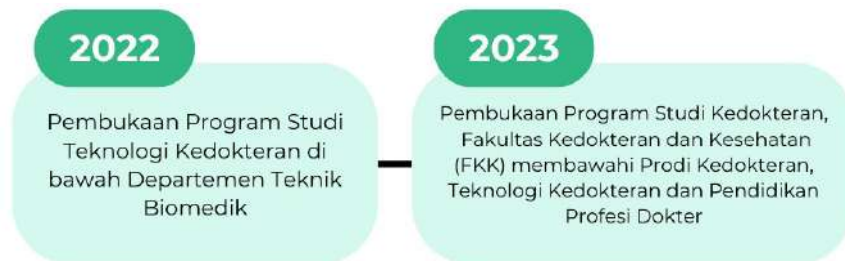 2022
Pembukaan Program Studi
Teknologi Kedokteran di
bawah Departemen Teknik
Biomedik
2023
Pembukaan Program Studi Kedokteran,
Fakultas Kedokteran dan Kesehatan
(FKK) membawahi Prodi Kedokteran,
Teknologi Kedokteran dan Pendidikan
Profesi Dokter